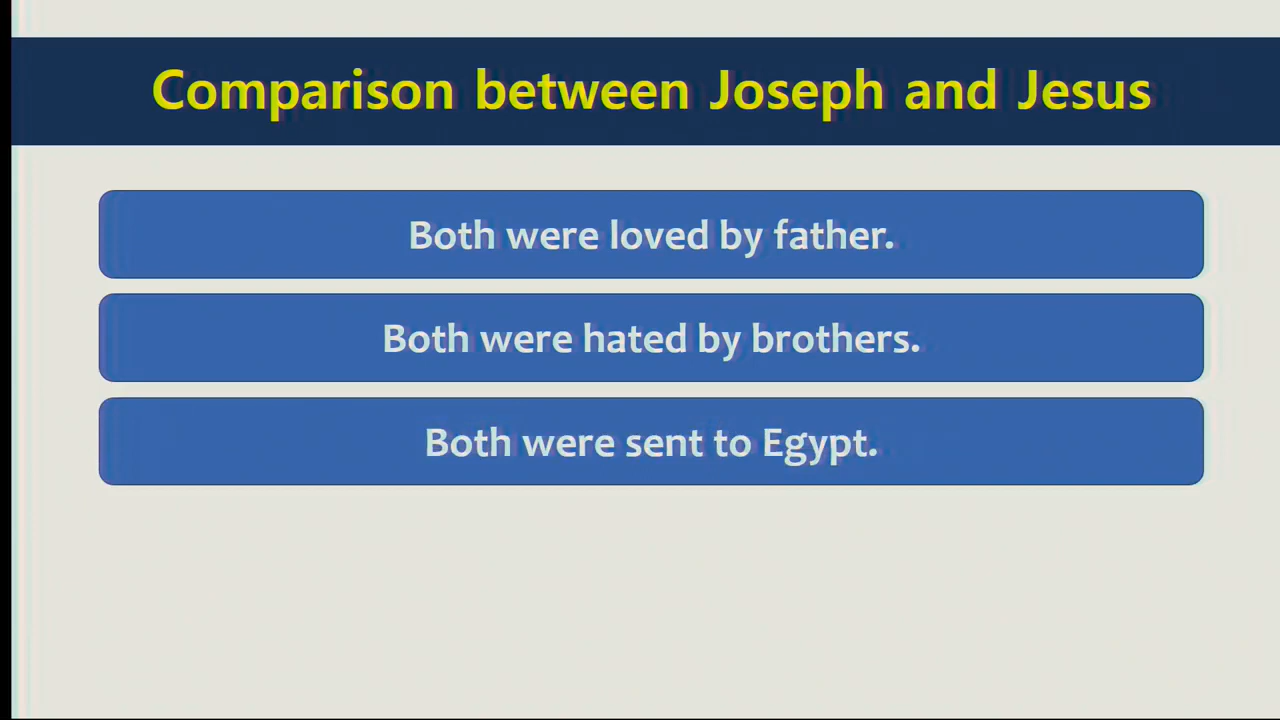 Comparison between Joseph and Jesus
Both were loved by father.
Both were hated by brothers.
Both were sent to Egypt.